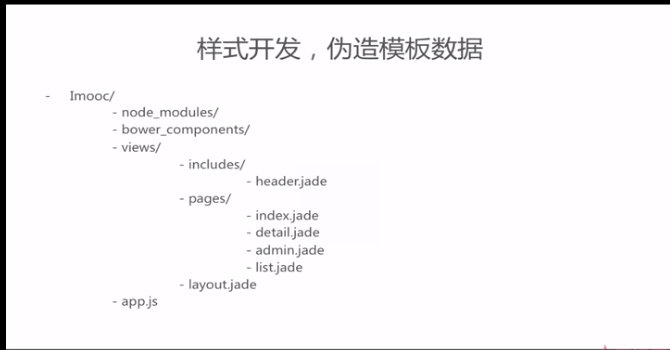 样式开发，伪造模板数据
- Imooc/
- node_modules/
- bower_components/
- views/
- includes/
- header.jade
- pages/
- index.jade
- detail.jade
- admin.jade
- list.jade
- layout.jade
- app.js